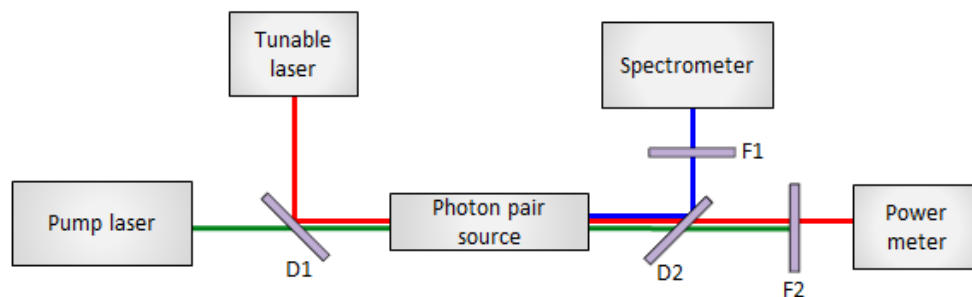 Tunable
laser
Spectrometer
F1
Pump laser
Photon pair
source
Power
meter
D1
D2
F2